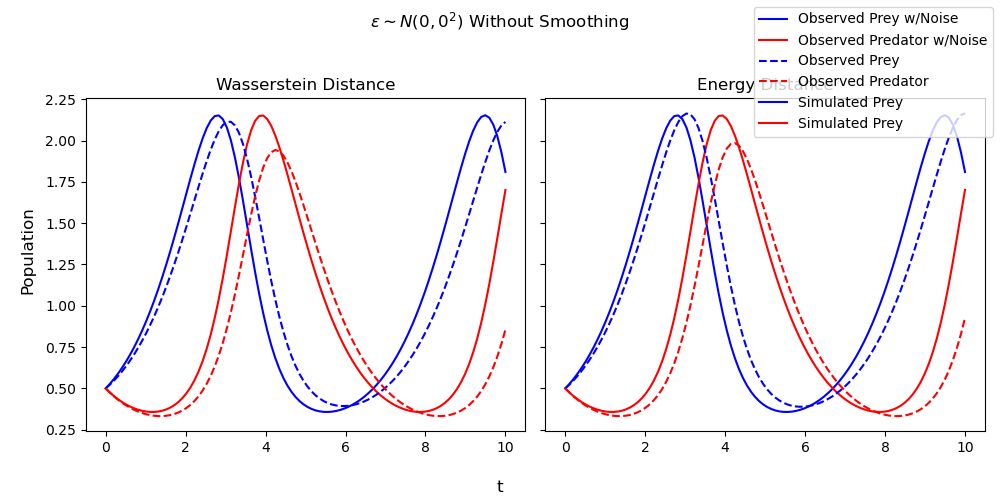 ε ~ N(0, 0²) Without Smoothing
Observed Prey w/Noise
Observed Predator w/Noise
Observed Prey
Observed Predator
Simulated Prey
Simulated Prey
Wasserstein Distance
Energy Distance
Population
2.25
2.00
1.75
1.50
1.25
1.00
0.75
0.50
0.25
0 2 4 6 8 10
0 2 4 6 8 10
t